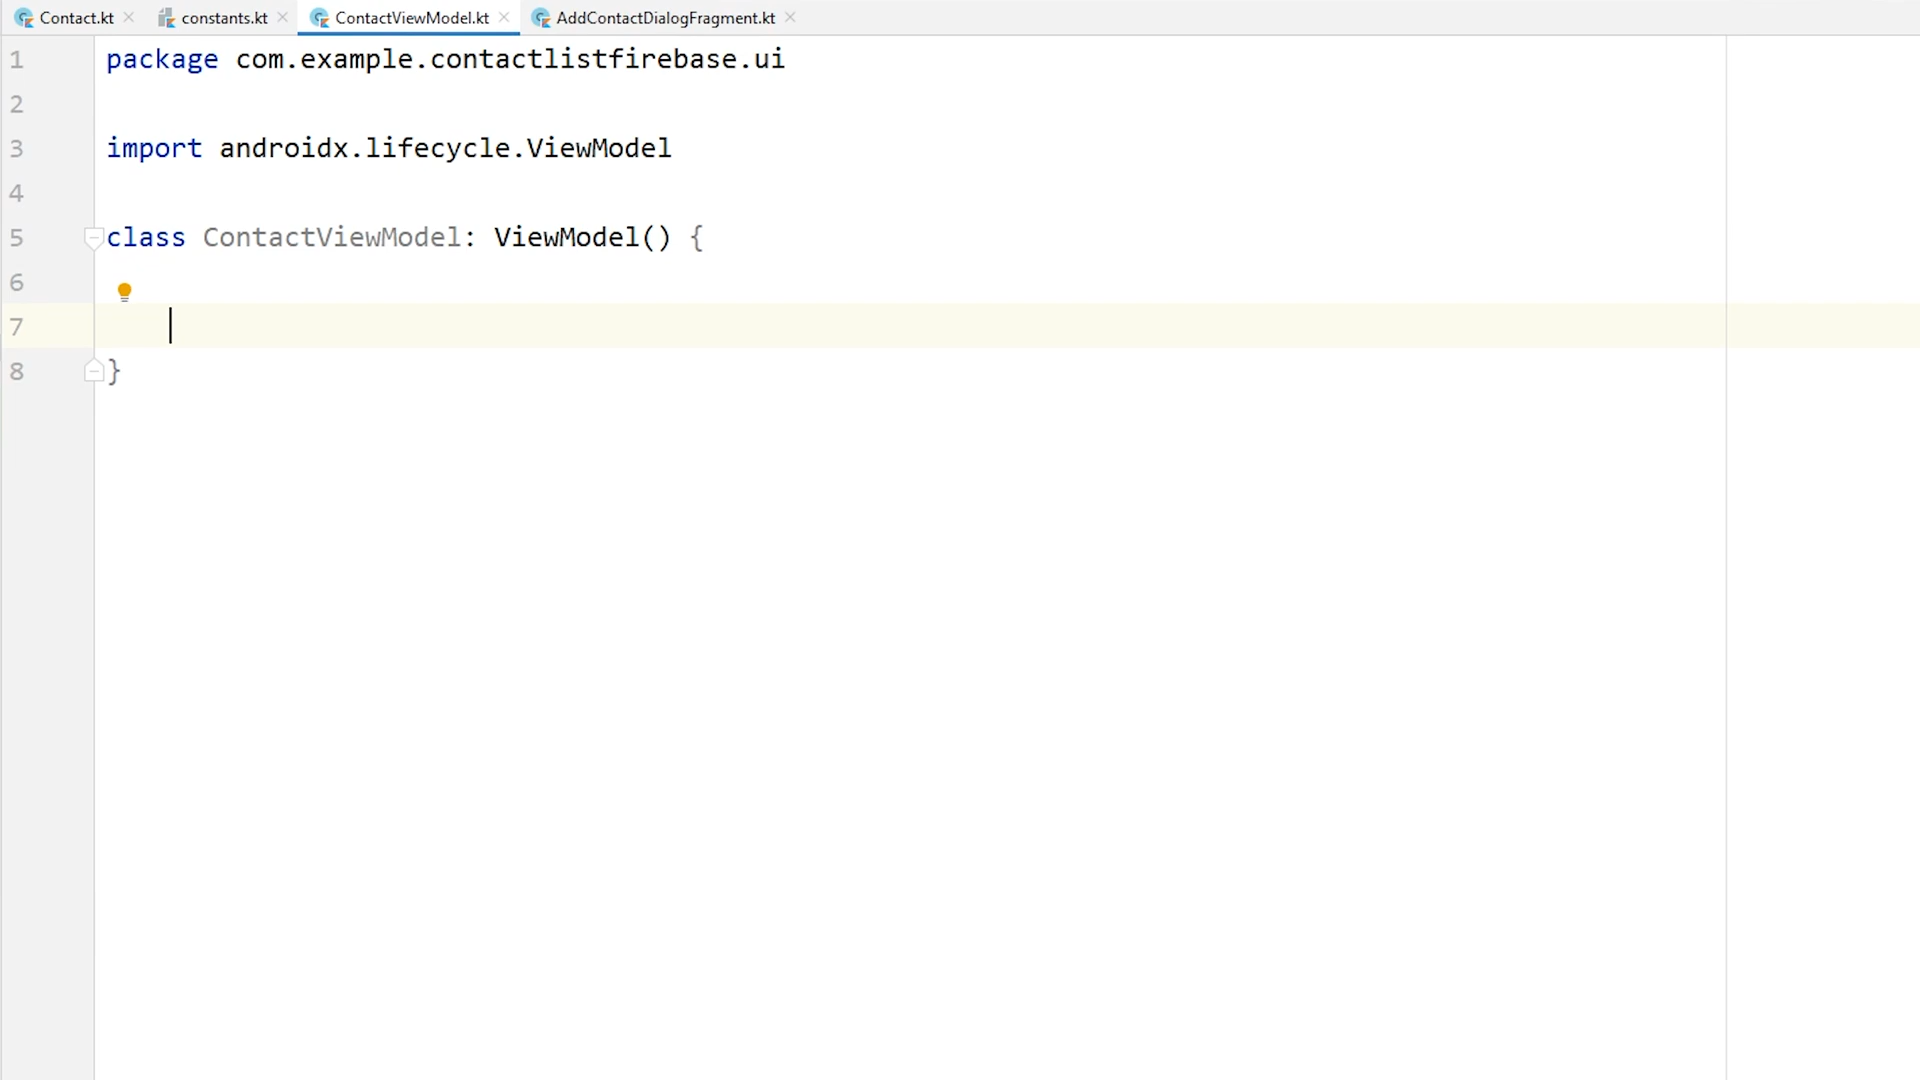 Contact.kt constants.kt ContactViewModel.kt AddContactDialogFragment.kt
1 package com.example.contactlistfirebase.ui
2
3 import androidx.lifecycle.ViewModel
4
5 class ContactViewModel: ViewModel() {
6
7
8 }